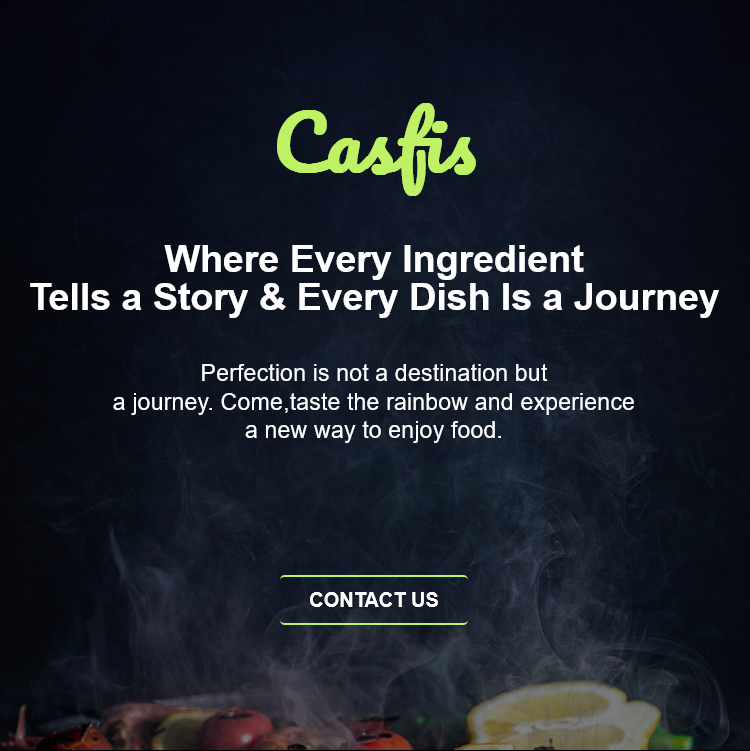 Casfis
Where Every Ingredient
Tells a Story & Every Dish Is a Journey
Perfection is not a destination but
a journey. Come,taste the rainbow and experience
a new way to enjoy food.
CONTACT US